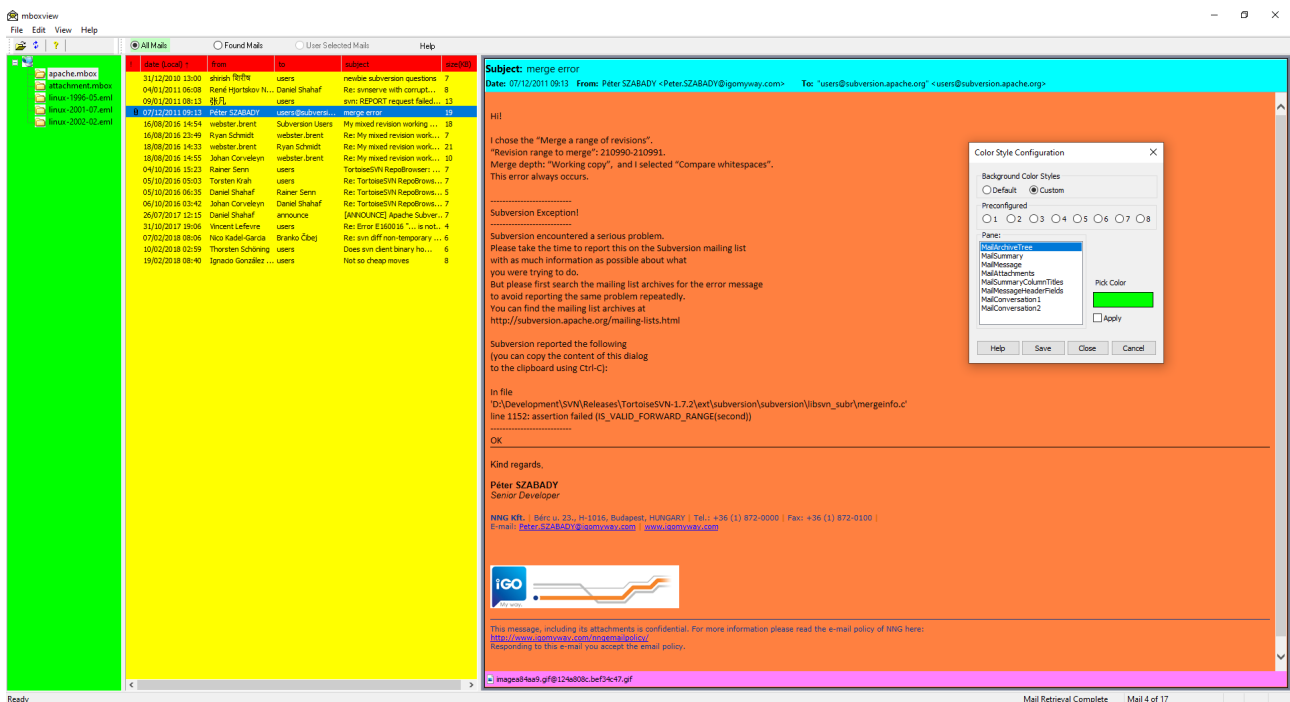 mboxview
File Edit View Help
All Mails Found Mails User Selected Mails Help
apache.mbox
attachment.mbox
linux-1996-05.eml
linux-2001-07.eml
linux-2002-02.eml
! date (Local) ↑ from to subject size(KB)
31/12/2010 13:00 shirish शिरीष users newbie subversion questions 7
04/01/2011 06:08 René Hjortskov N... Daniel Shahaf Re: svnserve with corrupt... 8
09/01/2011 08:13 张凡 users svn: REPORT request failed... 13
07/12/2011 09:13 Péter SZABADY users@subversi... merge error 19
16/08/2016 14:54 webster.brent Subversion Users My mixed revision working ... 18
16/08/2016 23:49 Ryan Schmidt webster.brent Re: My mixed revision work... 7
18/08/2016 14:33 webster.brent Ryan Schmidt Re: My mixed revision work... 21
18/08/2016 14:55 Johan Corveleyn webster.brent Re: My mixed revision work... 10
04/10/2016 15:23 Rainer Senn users TortoiseSVN RepoBrowser: ... 7
05/10/2016 05:03 Torsten Krah users Re: TortoiseSVN RepoBrows... 7
05/10/2016 06:35 Daniel Shahaf Rainer Senn Re: TortoiseSVN RepoBrows... 5
06/10/2016 03:42 Johan Corveleyn Daniel Shahaf Re: TortoiseSVN RepoBrows... 7
26/07/2017 12:15 Daniel Shahaf announce [ANNOUNCE] Apache Subver.. 7
31/10/2017 19:06 Vincent Lefevre users Re: Error E160016 "... is not.. 4
07/02/2018 08:06 Nico Kadel-Garcia Branko Čibej Re: svn diff non-temporary ... 6
10/02/2018 02:59 Thorsten Schöning users Does svn client binary ho... 6
19/02/2018 08:40 Ignacio González ... users Not so cheap moves 8
Subject: merge error
Date: 07/12/2011 09:13 From: Péter SZABADY <Peter.SZABADY@igomyway.com> To: "users@subversion.apache.org" <users@subversion.apache.org>
Hi!
I chose the “Merge a range of revisions”.
“Revision range to merge”: 210990-210991.
Merge depth: “Working copy”, and I selected “Compare whitespaces”.
This error always occurs.
---------------------------
Subversion Exception!
---------------------------
Subversion encountered a serious problem.
Please take the time to report this on the Subversion mailing list
with as much information as possible about what
you were trying to do.
But please first search the mailing list archives for the error message
to avoid reporting the same problem repeatedly.
You can find the mailing list archives at
http://subversion.apache.org/mailing-lists.html
Subversion reported the following
(you can copy the content of this dialog
to the clipboard using Ctrl-C):
In file
'D:\Development\SVN\Releases\TortoiseSVN-1.7.2\ext\subversion\subversion\libsvn_subr\mergeinfo.c'
line 1152: assertion failed (IS_VALID_FORWARD_RANGE(second))
---------------------------
OK
Kind regards,
Péter SZABADY
Senior Developer
NNG Kft. | Bérc u. 23., H-1016, Budapest, HUNGARY | Tel.: +36 (1) 872-0000 | Fax: +36 (1) 872-0100 |
E-mail: Peter.SZABADY@igomyway.com | www.igomyway.com
iGO
My way.
This message, including its attachments is confidential. For more information please read the e-mail policy of NNG here:
http://www.igomyway.com/nngemailpolicy/
Responding to this e-mail you accept the email policy.
imagea84aa9.gif@124a808c.bef34c47.gif
Color Style Configuration
Background Color Styles
Default Custom
Preconfigured
1 2 3 4 5 6 7 8
Pane:
MailArchiveTree
MailSummary
MailMessage
MailAttachments
MailSummaryColumnTitles
MailMessageHeaderFields
MailConversation1
MailConversation2
Pick Color
Apply
Help Save Close Cancel
Ready Mail Retrieval Complete Mail 4 of 17